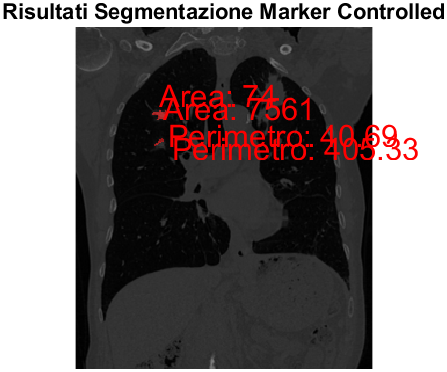 Risultati Segmentazione Marker Controlled
Area: 74
Area: 7561
Perimetro: 40.69
Perimetro: 405.33